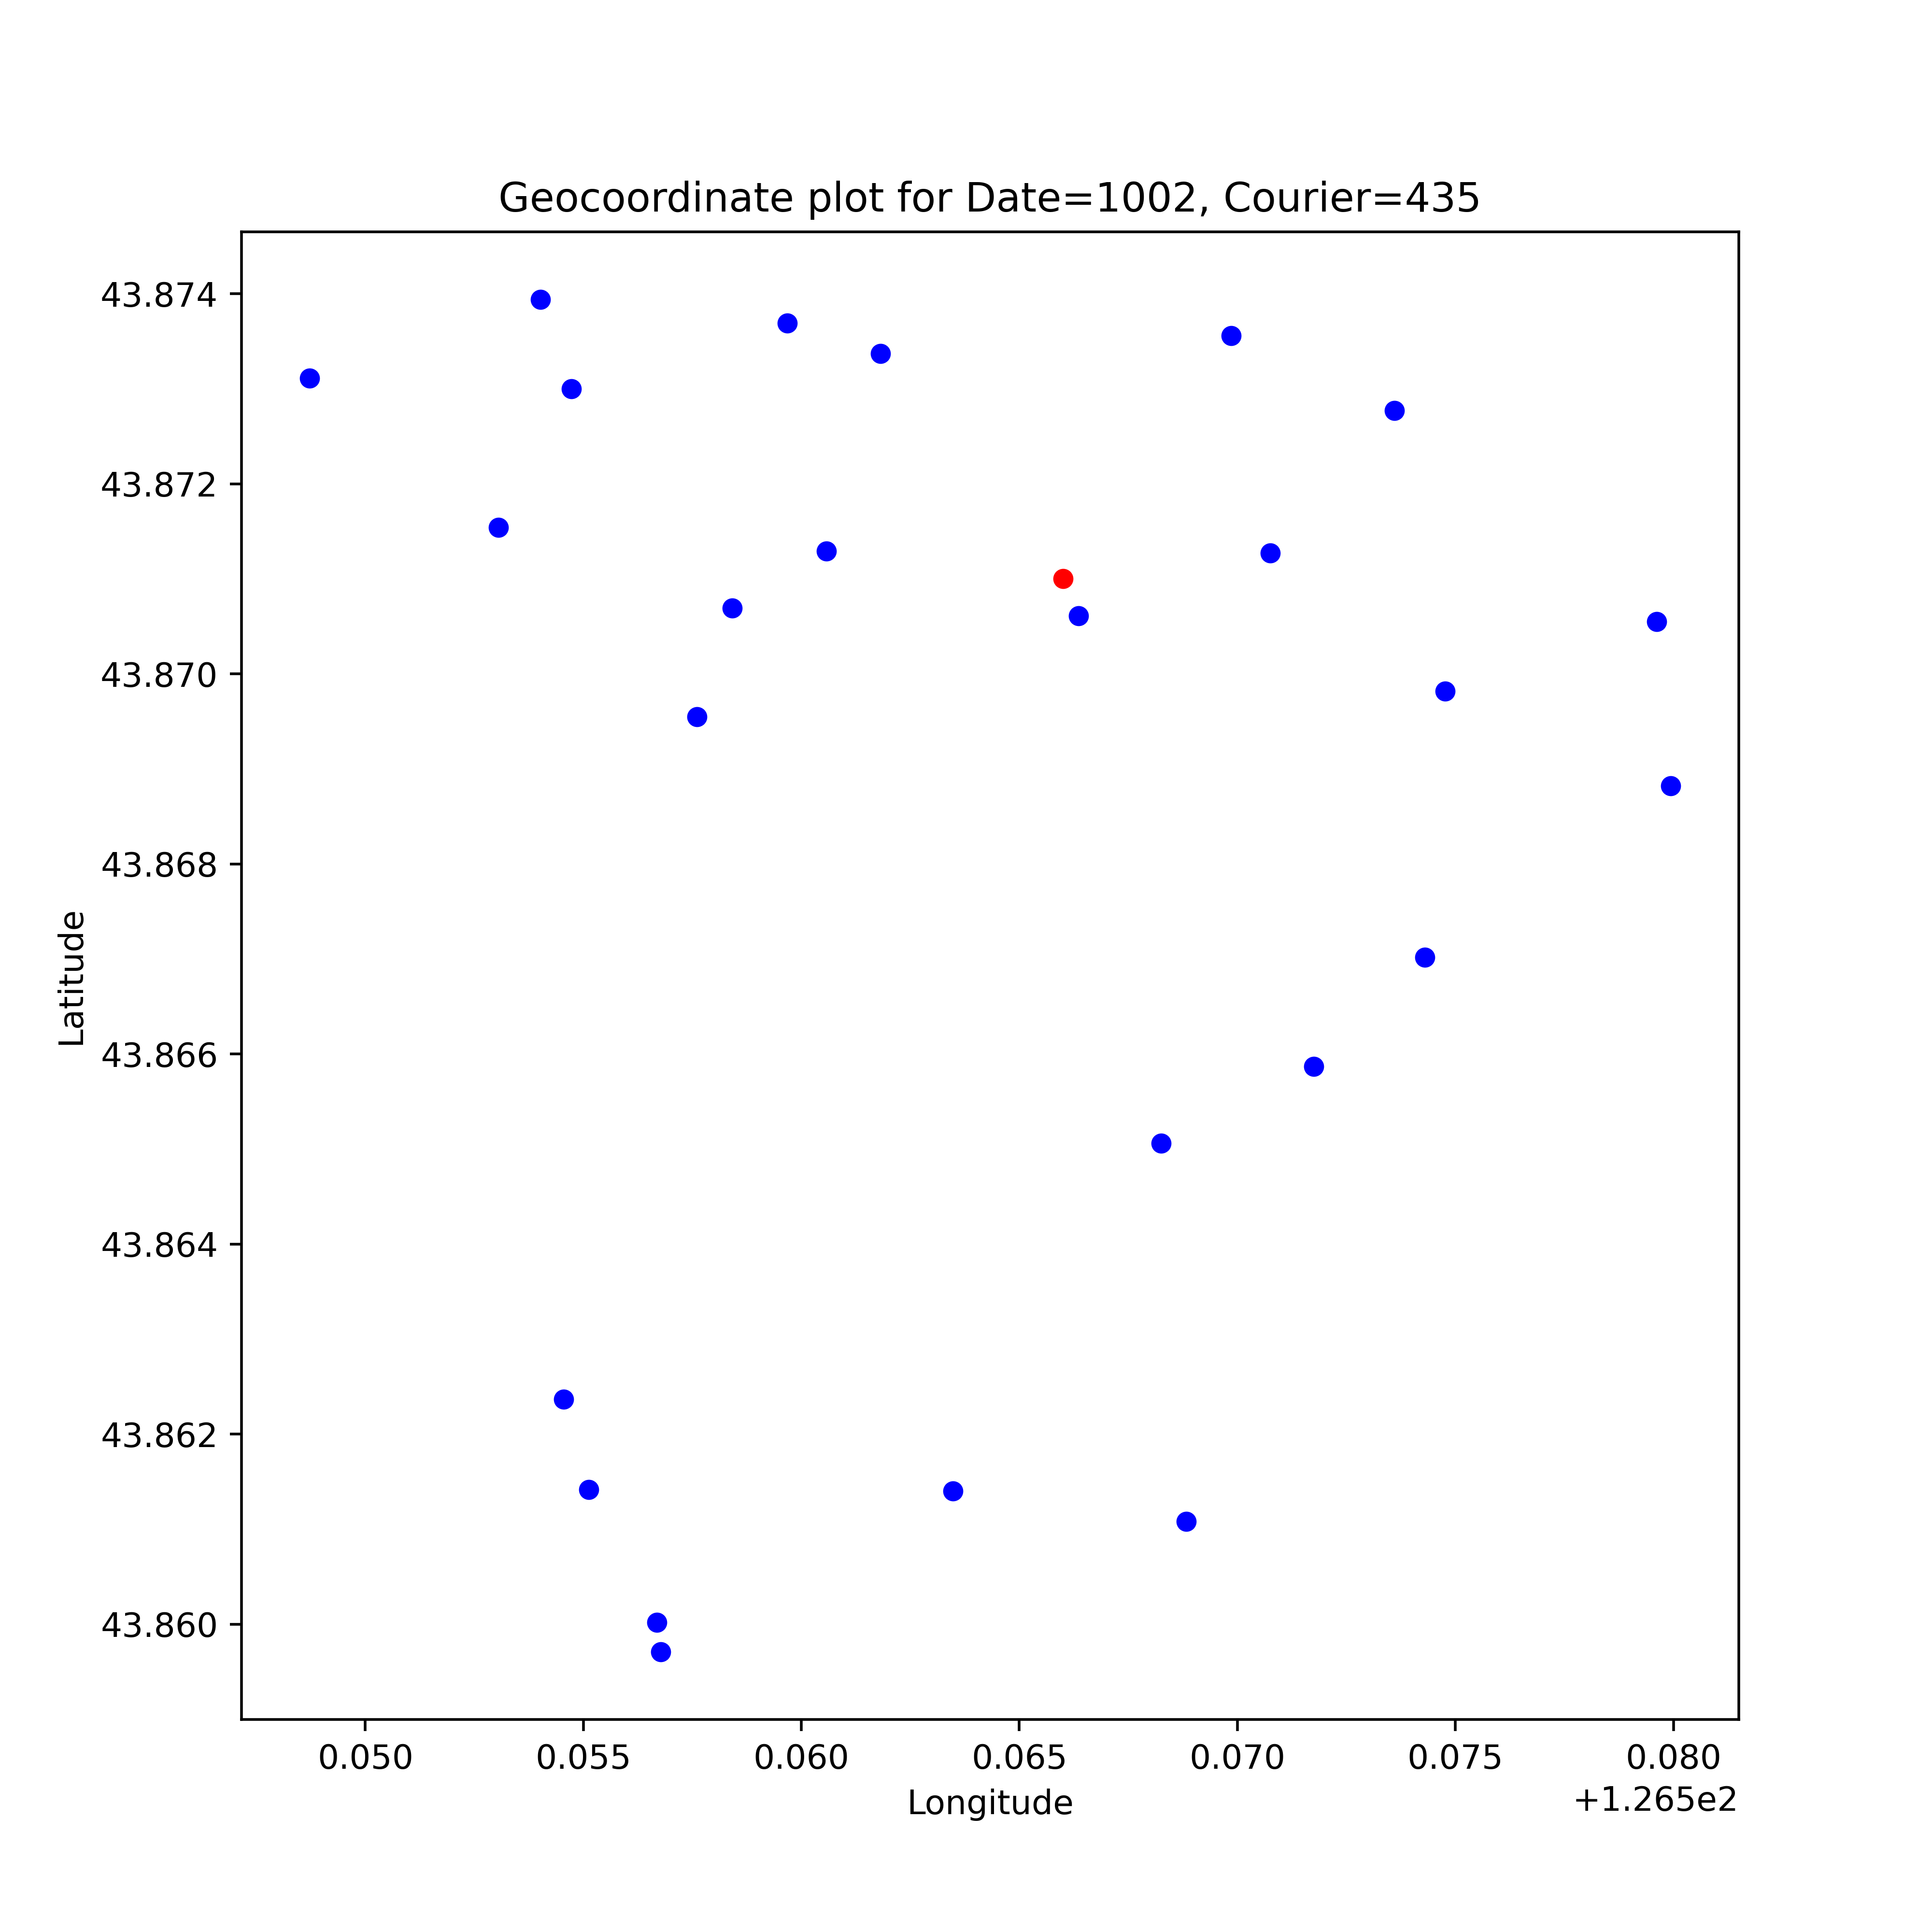 Geocoordinate plot for Date=1002, Courier=435
43.874
43.872
43.870
43.868
43.866
43.864
43.862
43.860
Latitude
0.050 0.055 0.060 0.065 0.070 0.075 0.080
Longitude
+1.265e2